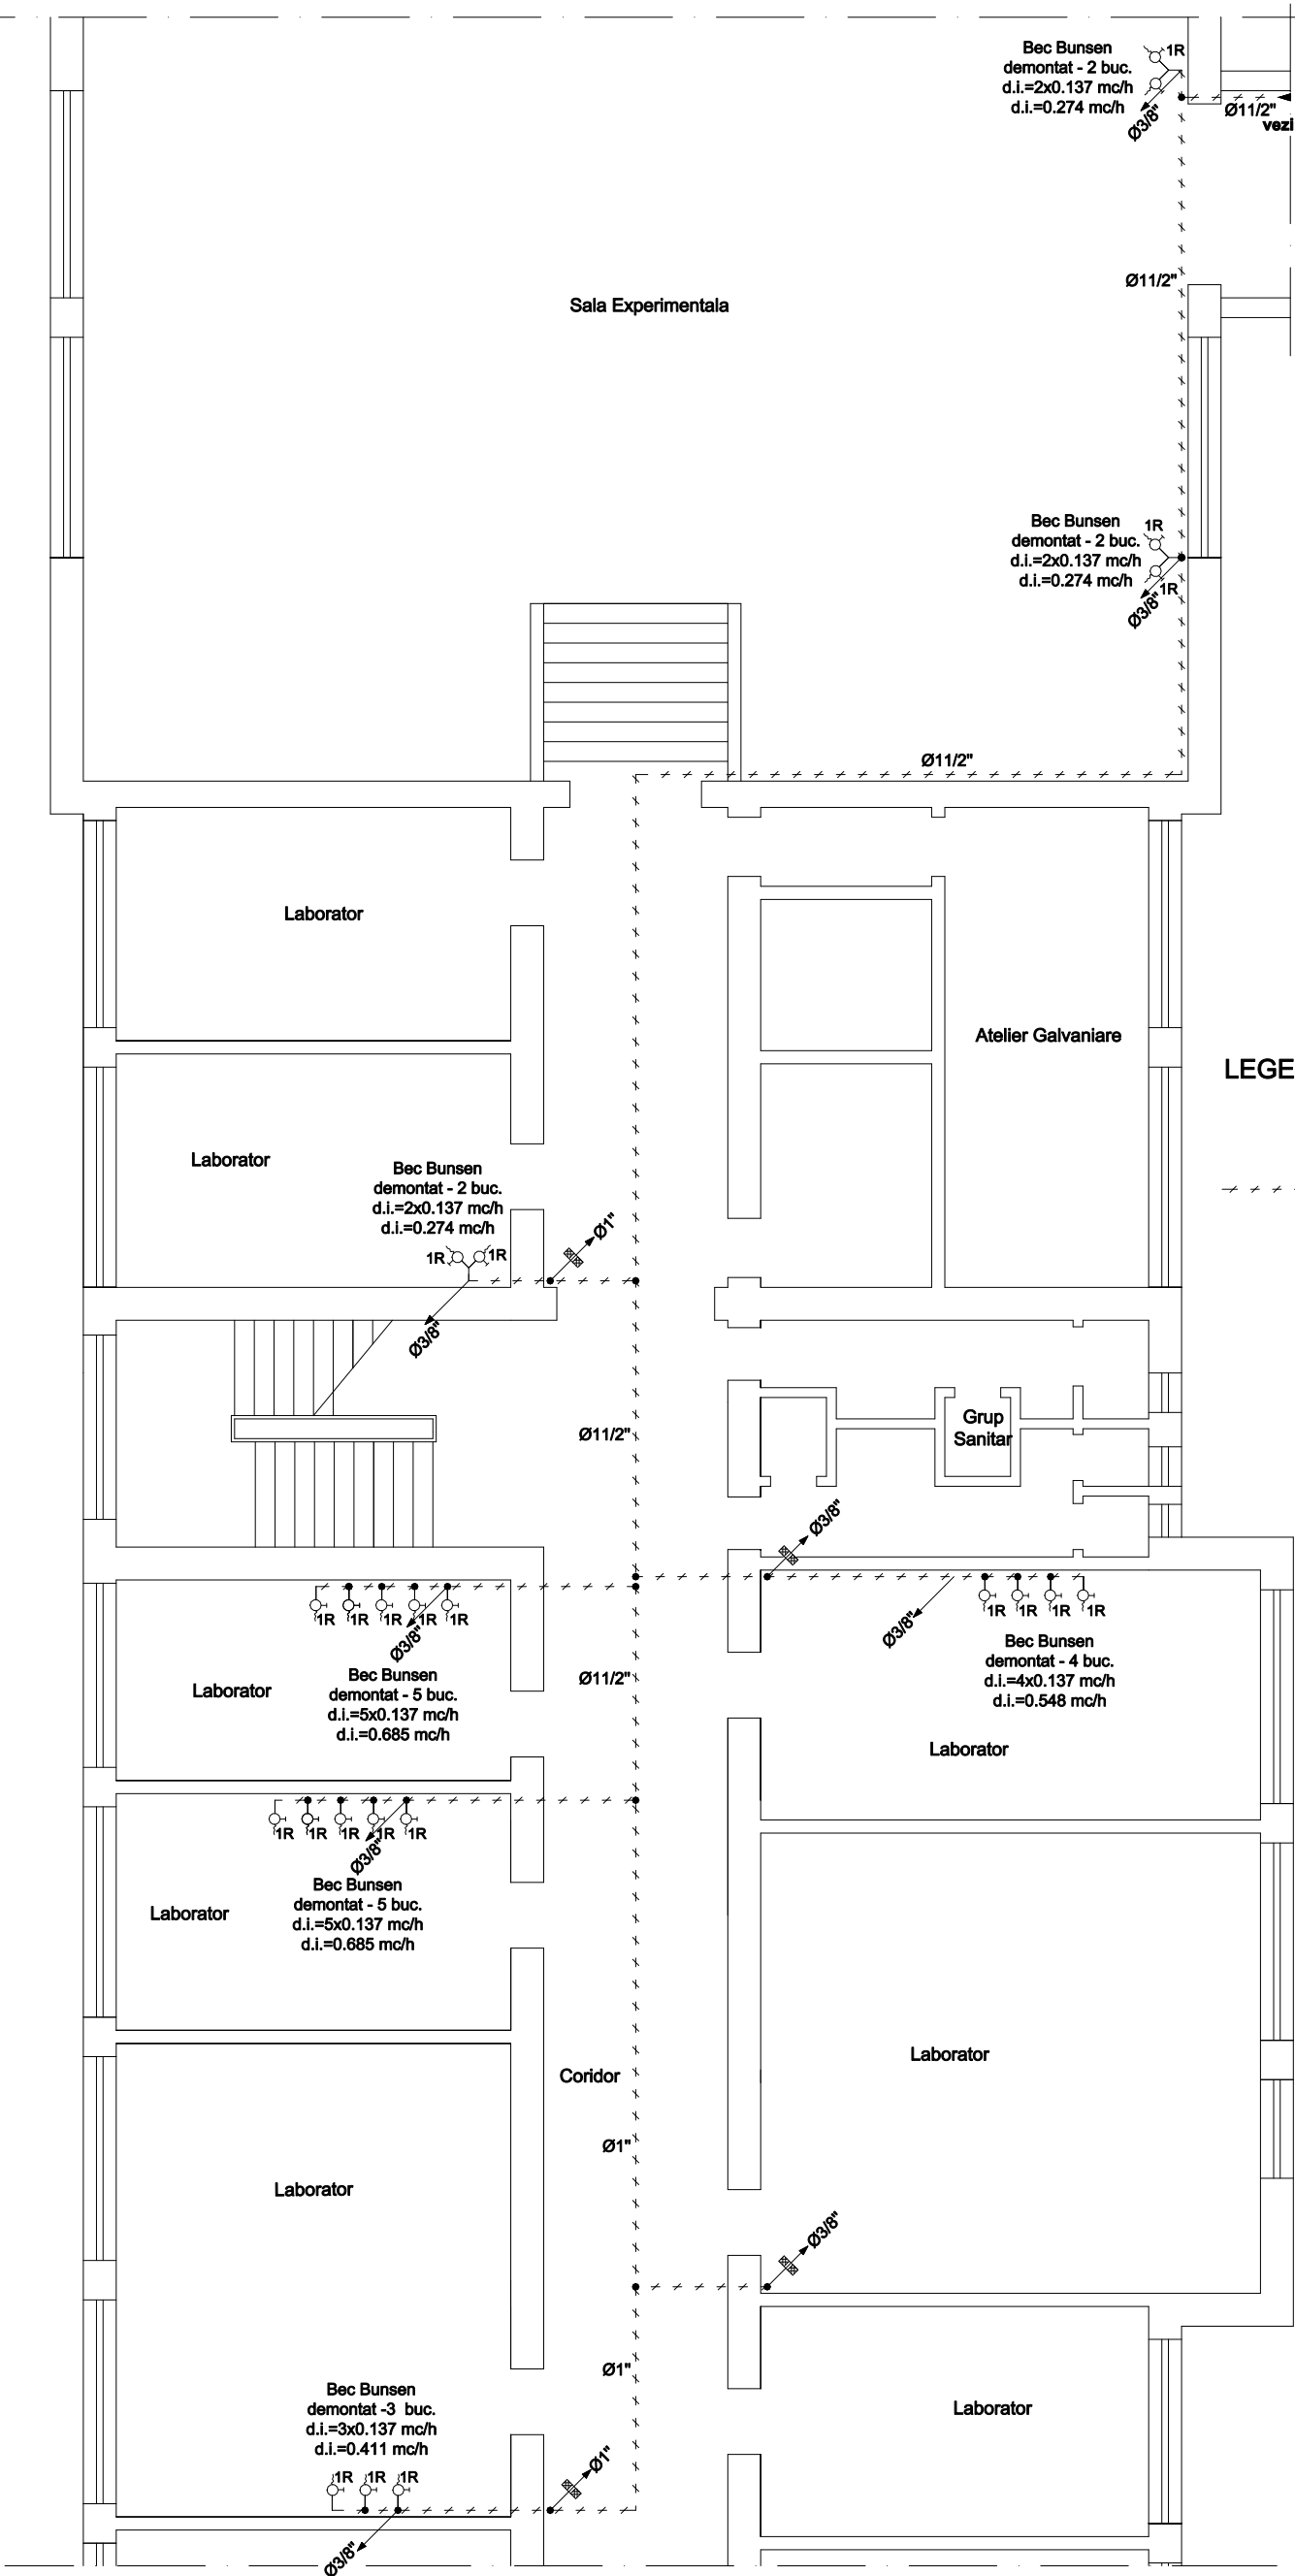 Bec Bunsen
demontat - 2 buc.
d.i.=2x0.137 mc/h
d.i.=0.274 mc/h
1R
Ø3/8"
Ø11/2"
vezi
Ø11/2"
Sala Experimentala
Bec Bunsen
demontat - 2 buc.
d.i.=2x0.137 mc/h
d.i.=0.274 mc/h
1R
1R
Ø3/8"
Ø11/2"
Laborator
Atelier Galvaniare
LEGE
Laborator
Bec Bunsen
demontat - 2 buc.
d.i.=2x0.137 mc/h
d.i.=0.274 mc/h
1R
1R
Ø1"
Ø3/8"
Grup
Sanitar
Ø11/2"
Ø3/8"
1R
1R
1R
1R
1R
Ø3/8"
Bec Bunsen
demontat - 5 buc.
d.i.=5x0.137 mc/h
d.i.=0.685 mc/h
Laborator
Ø11/2"
1R
1R
1R
1R
Ø3/8"
Bec Bunsen
demontat - 4 buc.
d.i.=4x0.137 mc/h
d.i.=0.548 mc/h
Laborator
1R
1R
1R
1R
1R
Ø3/8"
Bec Bunsen
demontat - 5 buc.
d.i.=5x0.137 mc/h
d.i.=0.685 mc/h
Laborator
Laborator
Coridor
Ø1"
Laborator
Ø3/8"
Ø1"
Bec Bunsen
demontat -3 buc.
d.i.=3x0.137 mc/h
d.i.=0.411 mc/h
Laborator
1R
1R
1R
Ø1"
Ø3/8"